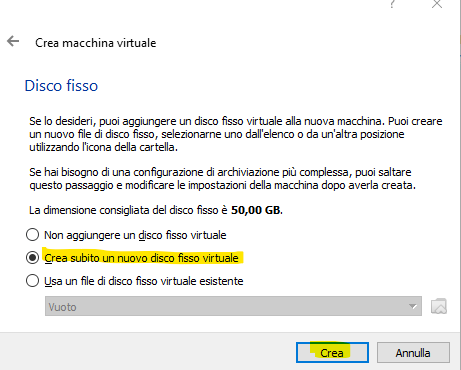 ?
Crea macchina virtuale
Disco fisso
Se lo desideri, puoi aggiungere un disco fisso virtuale alla nuova macchina. Puoi creare
un nuovo file di disco fisso, selezionarne uno dall'elenco o da un'altra posizione
utilizzando l'icona della cartella.
Se hai bisogno di una configurazione di archiviazione più complessa, puoi saltare
questo passaggio e modificare le impostazioni della macchina dopo averla creata.
La dimensione consigliata del disco fisso è 50,00 GB.
Non aggiungere un disco fisso virtuale
Crea subito un nuovo disco fisso virtuale
Usa un file di disco fisso virtuale esistente
Vuoto
Crea
Annulla